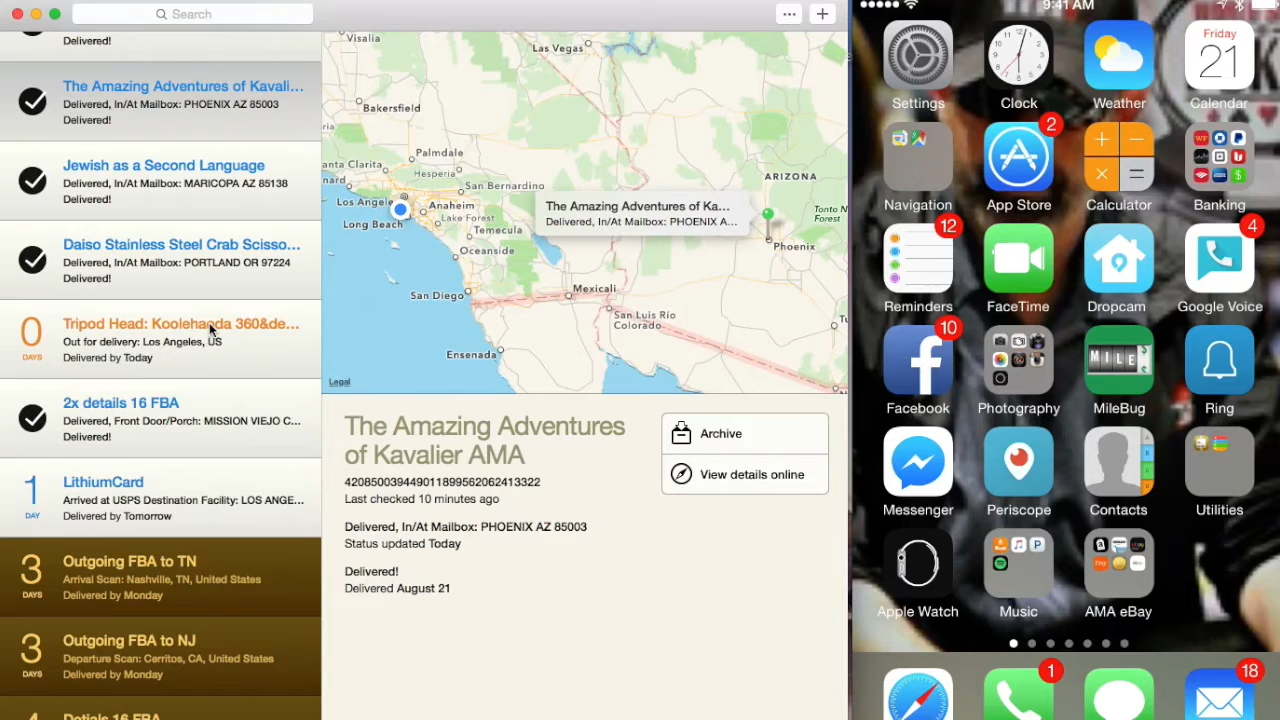 Search
Delivered!
The Amazing Adventures of Kavali...
Delivered, In/At Mailbox: PHOENIX AZ 85003
Delivered!
Jewish as a Second Language
Delivered, In/At Mailbox: MARICOPA AZ 85138
Delivered!
Daiso Stainless Steel Crab Scisso...
Delivered, In/At Mailbox: PORTLAND OR 97224
Delivered!
0
DAYS
Tripod Head: Koolehaoda 360&de...
Out for delivery: Los Angeles, US
Delivered by Today
2x details 16 FBA
Delivered, Front Door/Porch: MISSION VIEJO C...
Delivered!
1
DAY
LithiumCard
Arrived at USPS Destination Facility: LOS ANGE...
Delivered by Tomorrow
3
DAYS
Outgoing FBA to TN
Arrival Scan: Nashville, TN, United States
Delivered by Monday
3
DAYS
Outgoing FBA to NJ
Departure Scan: Cerritos, CA, United States
Delivered by Monday
Detials 16 FBA
Visalia
Las Vegas
Bakersfield
Palmdale
anta Clarita
Hesperia
San Bernardino
Los Angeles
Anaheim
Lake Forest
Long Beach
Temecula
Oceanside
San Diego
Mexicali
Ensenada
San Luis Río
Colorado
ARIZONA
Tonto N
Forest
Phoenix
The Amazing Adventures of Ka...
Delivered, In/At Mailbox: PHOENIX A...
Legal
The Amazing Adventures
of Kavalier AMA
420850039449011899562062413322
Last checked 10 minutes ago
Delivered, In/At Mailbox: PHOENIX AZ 85003
Status updated Today
Delivered!
Delivered August 21
Archive
View details online
9:41 AM
Settings
Clock
Weather
Friday
21
Calendar
Navigation
2
App Store
Calculator
Banking
12
Reminders
FaceTime
Dropcam
4
Google Voice
10
Facebook
Photography
MILE
MileBug
Ring
Messenger
Periscope
Contacts
Utilities
Apple Watch
Music
AMA eBay
1
18